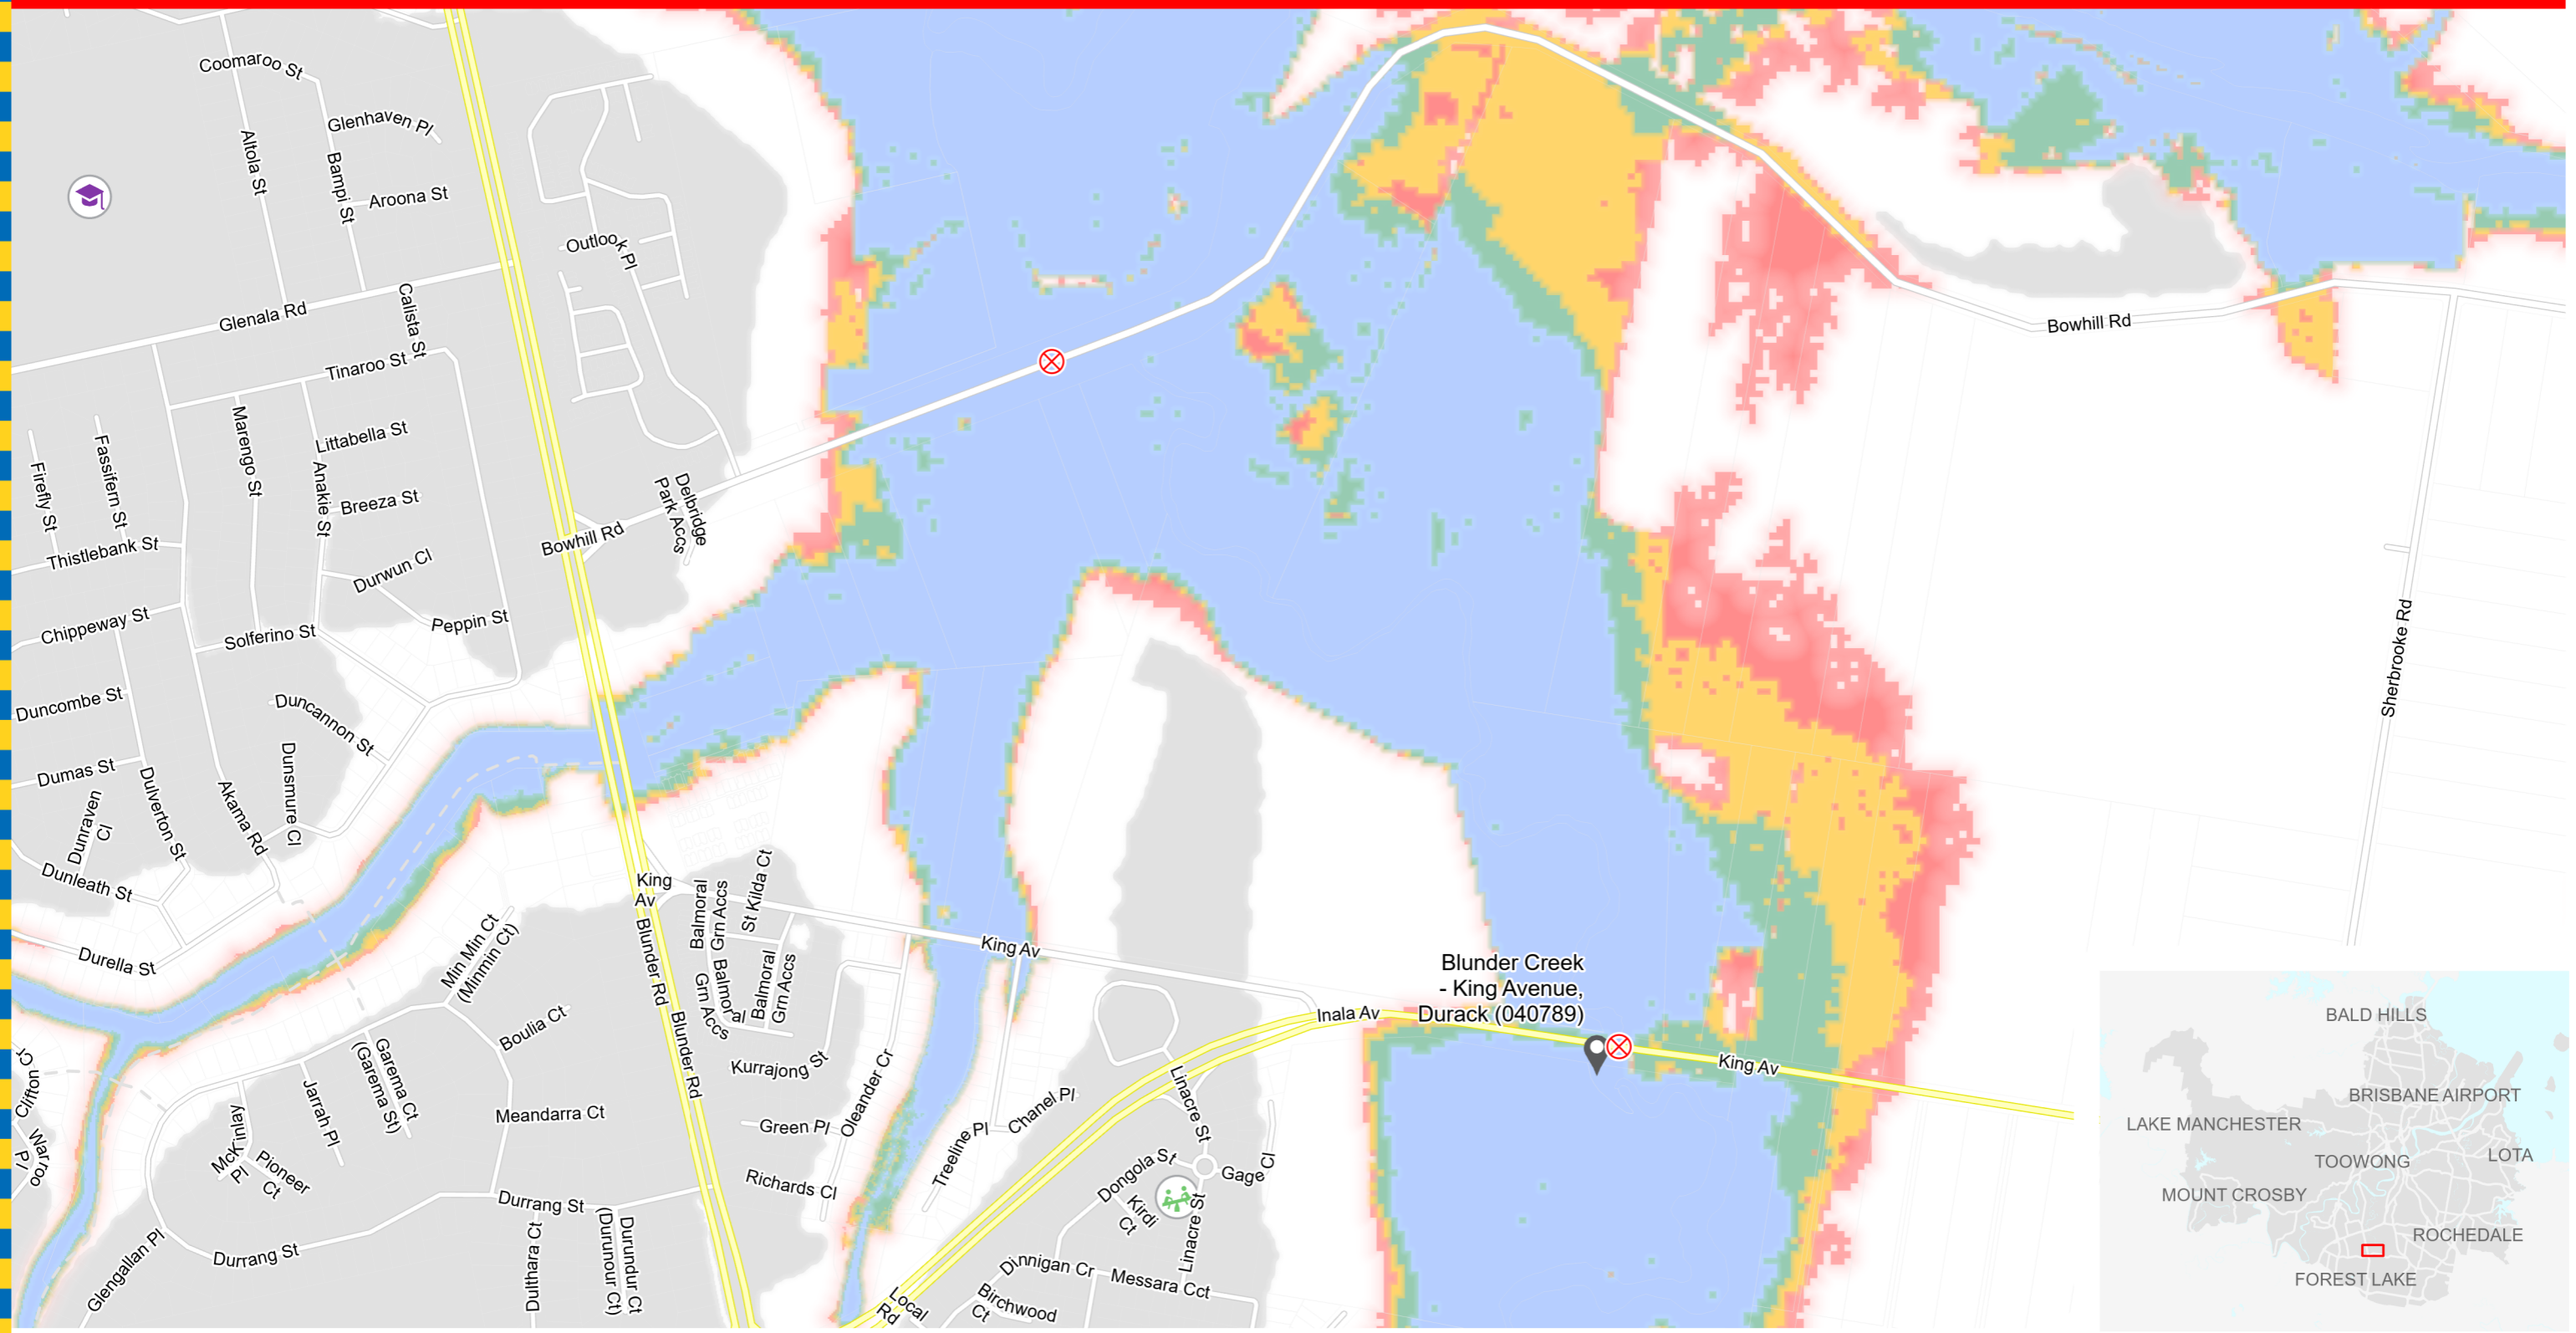 Coomaroo St
Glenhaven Pl
Altola St
Bampi St
Aroona St
Outlook Pl
Glenala Rd
Calista St
Bowhill Rd
Tinaroo St
Marengo St
Littabella St
Fassifern St
Firefly St
Anakie St
Breeza St
Delbridge
Park Accs
Bowhill Rd
Thistlebank St
Durwun Cl
Chippeway St
Solferino St
Peppin St
Sherbrooke Rd
Duncombe St
Duncannon St
Dumas St
Dunsmure Cl
Dulverton St
Akama Rd
Dunraven
Cl
Dunleath St
King
Av
Balmoral
Grn Accs
St Kilda Ct
Durella St
Min Min Ct
(Minmin Ct)
Blunder Rd
Balmoral
Grn Accs
Balmoral
Grn Accs
King Av
Blunder Creek
- King Avenue,
Durack (040789)
Inala Av
Blunder Rd
Boulia Ct
Garema Ct
(Garema St)
Kurrajong St
King Av
Clifton Cr
Jarrah Pl
Meandarra Ct
Oleander Cr
Green Pl
Chanel Pl
Treeline Pl
Linacre St
Waroo
Pl
McKinlay
Pl
Pioneer
Ct
Richards Cl
Dongola St
Gage Cl
Kirdi
Ct
Linacre St
Durrang St
Durrang St
Glengallan Pl
Dulthara Ct
Durundur Ct
(Durunour Ct)
Dinnigan Cr
Messara Cct
Local
Rd
Birchwood
Ct
BALD HILLS
BRISBANE AIRPORT
LAKE MANCHESTER
TOOWONG
LOTA
MOUNT CROSBY
ROCHEDALE
FOREST LAKE